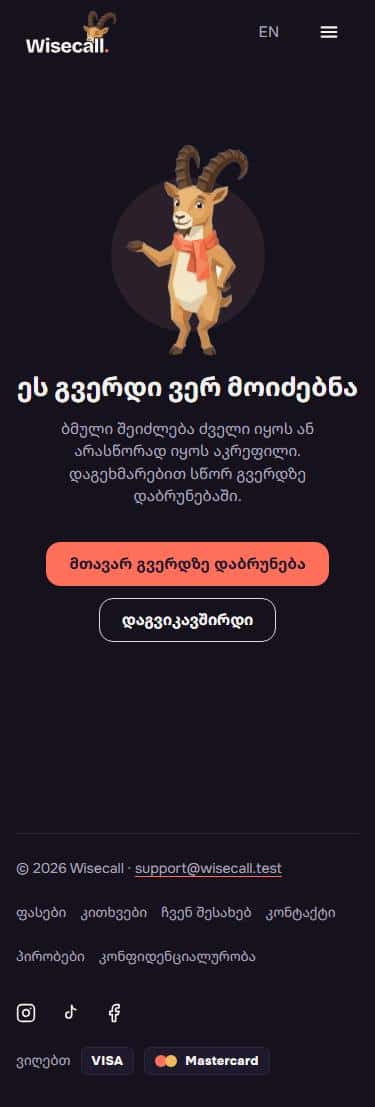 Wisecall.
EN
ეს გვერდი ვერ მოიძებნა
ბმული შეიძლება ძველი იყოს ან
არასწორად იყოს აკრეფილი.
დაგეხმარებით სწორ გვერდზე
დაბრუნებაში.
მთავარ გვერდზე დაბრუნება
დაგვიკავშირდი
© 2026 Wisecall · support@wisecall.test
ფასები კითხვები ჩვენ შესახებ კონტაქტი
პირობები კონფიდენციალურობა
ვიღებთ VISA Mastercard